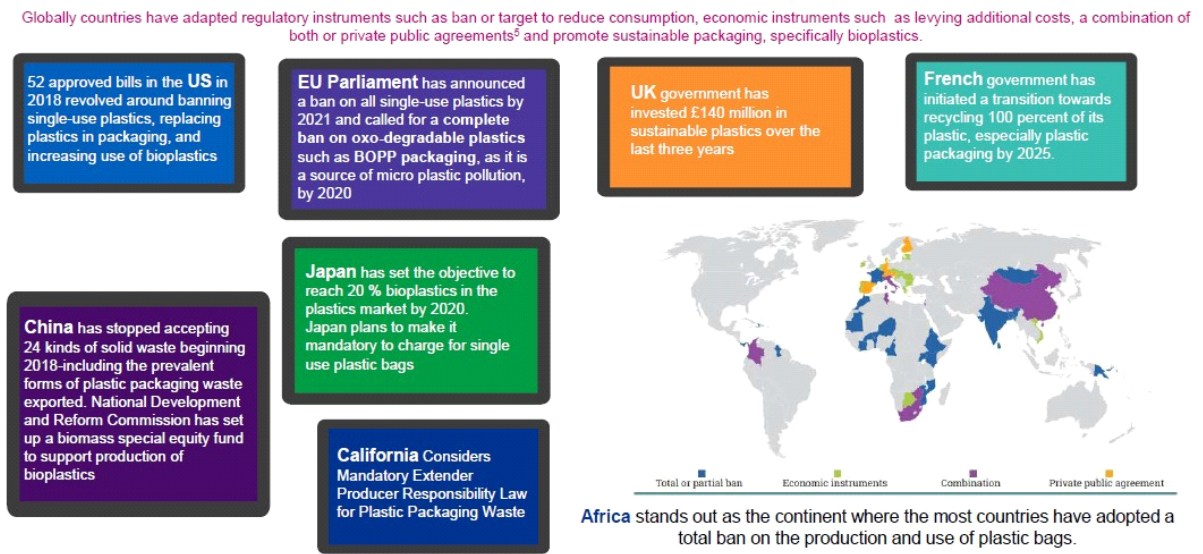 Globally countries have adapted regulatory instruments such as ban or target to reduce consumption, economic instruments such as levying additional costs, a combination of
both or private public agreements⁵ and promote sustainable packaging, specifically bioplastics.
52 approved bills in the US in
2018 revolved around banning
single-use plastics, replacing
plastics in packaging, and
increasing use of bioplastics
EU Parliament has announced
a ban on all single-use plastics by
2021 and called for a complete
ban on oxo-degradable plastics
such as BOPP packaging, as it is
a source of micro plastic pollution,
by 2020
UK government has
invested £140 million in
sustainable plastics over the
last three years
French government has
initiated a transition towards
recycling 100 percent of its
plastic, especially plastic
packaging by 2025.
China has stopped accepting
24 kinds of solid waste beginning
2018-including the prevalent
forms of plastic packaging waste
exported. National Development
and Reform Commission has set
up a biomass special equity fund
to support production of
bioplastics
Japan has set the objective to
reach 20 % bioplastics in the
plastics market by 2020.
Japan plans to make it
mandatory to charge for single
use plastic bags
California Considers
Mandatory Extender
Producer Responsibility Law
for Plastic Packaging Waste
Total or partial ban
Economic instruments
Combination
Private public agreement
Africa stands out as the continent where the most countries have adopted a
total ban on the production and use of plastic bags.